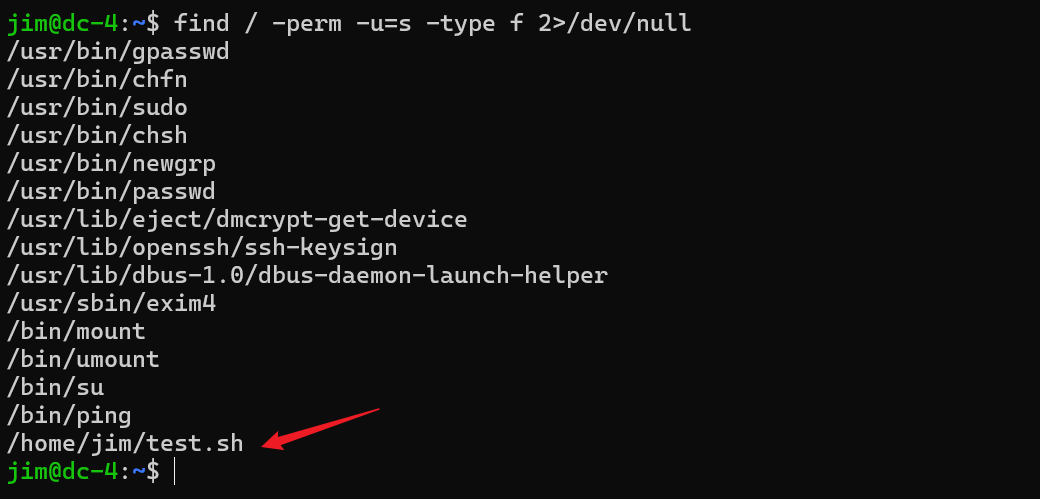 jim@dc-4:~$ find / -perm -u=s -type f 2>/dev/null
/usr/bin/gpasswd
/usr/bin/chfn
/usr/bin/sudo
/usr/bin/chsh
/usr/bin/newgrp
/usr/bin/passwd
/usr/lib/eject/dmcrypt-get-device
/usr/lib/openssh/ssh-keysign
/usr/lib/dbus-1.0/dbus-daemon-launch-helper
/usr/sbin/exim4
/bin/mount
/bin/umount
/bin/su
/bin/ping
/home/jim/test.sh
jim@dc-4:~$